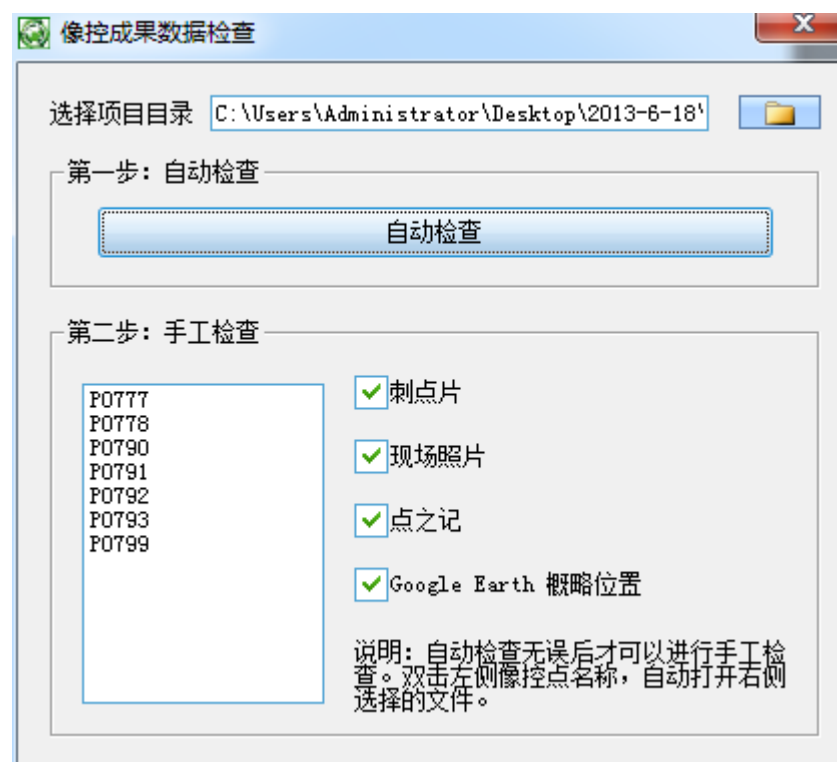 像控成果数据检查
选择项目目录 C:\Users\Administrator\Desktop\2013-6-18\
第一步：自动检查
自动检查
第二步：手工检查
P0777
P0778
P0790
P0791
P0792
P0793
P0799
刺点片
现场照片
点之记
Google Earth 概略位置
说明：自动检查无误后才可以进行手工检
查。双击左侧像控点名称，自动打开右侧
选择的文件。